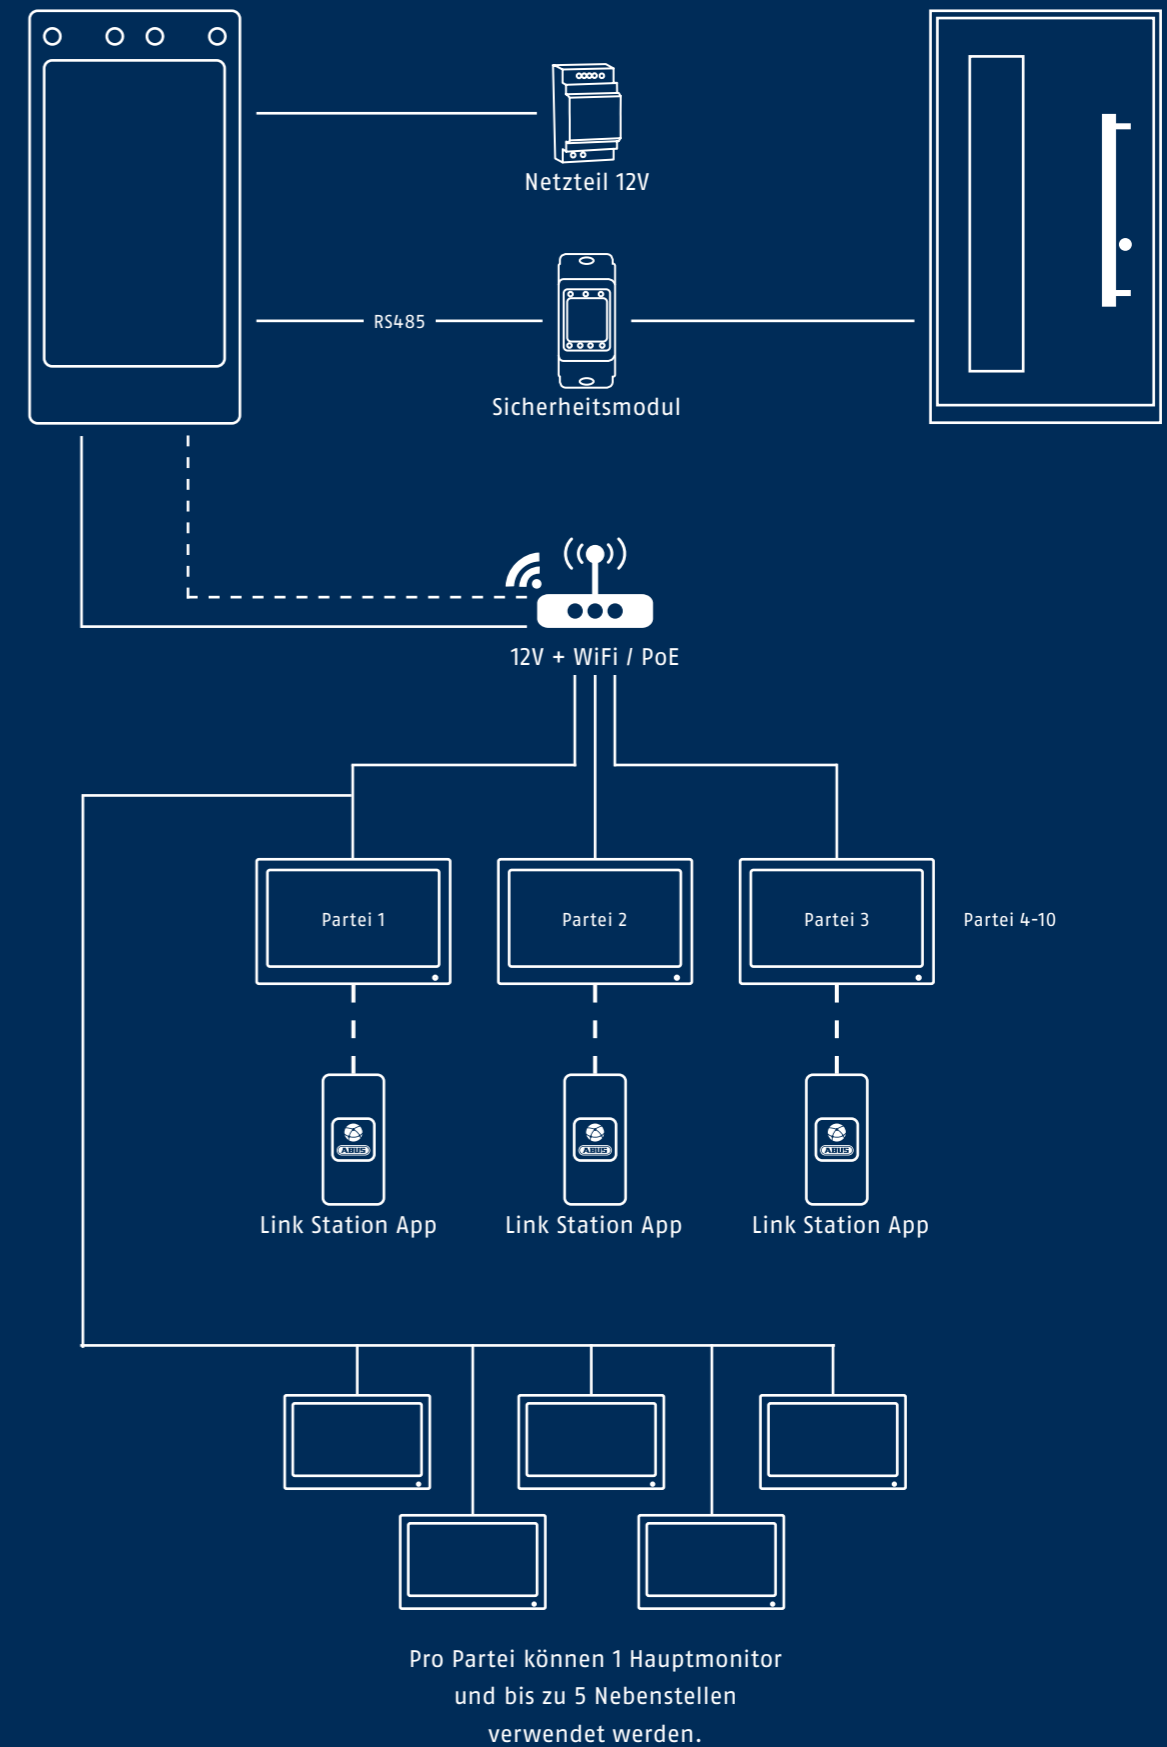 Netzteil 12V
RS485
Sicherheitsmodul
12V + WiFi / PoE
Partei 1
Partei 2
Partei 3
Partei 4-10
ABUS
ABUS
ABUS
Link Station App
Link Station App
Link Station App
Pro Partei können 1 Hauptmonitor
und bis zu 5 Nebenstellen
verwendet werden.